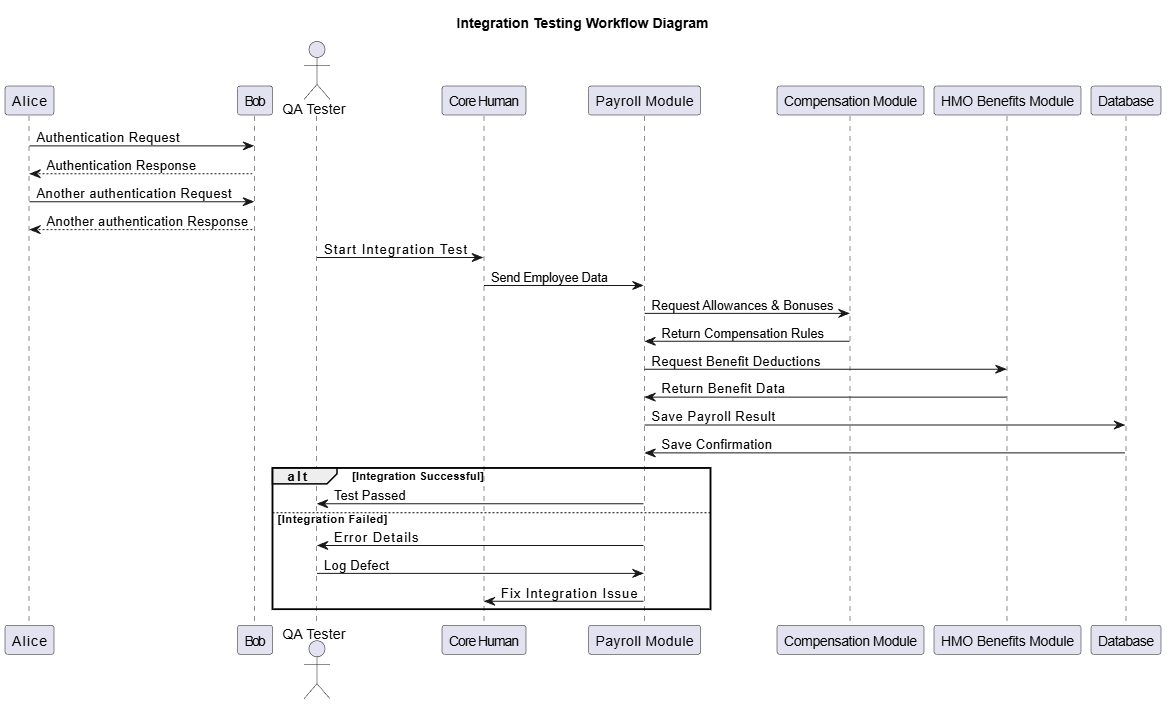 Integration Testing Workflow Diagram
Alice
Bob
QA Tester
Core Human
Payroll Module
Compensation Module
HMO Benefits Module
Database
Authentication Request
Authentication Response
Another authentication Request
Another authentication Response
Start Integration Test
Send Employee Data
Request Allowances & Bonuses
Return Compensation Rules
Request Benefit Deductions
Return Benefit Data
Save Payroll Result
Save Confirmation
alt [Integration Successful]
Test Passed
[Integration Failed]
Error Details
Log Defect
Fix Integration Issue
Alice
Bob
QA Tester
Core Human
Payroll Module
Compensation Module
HMO Benefits Module
Database